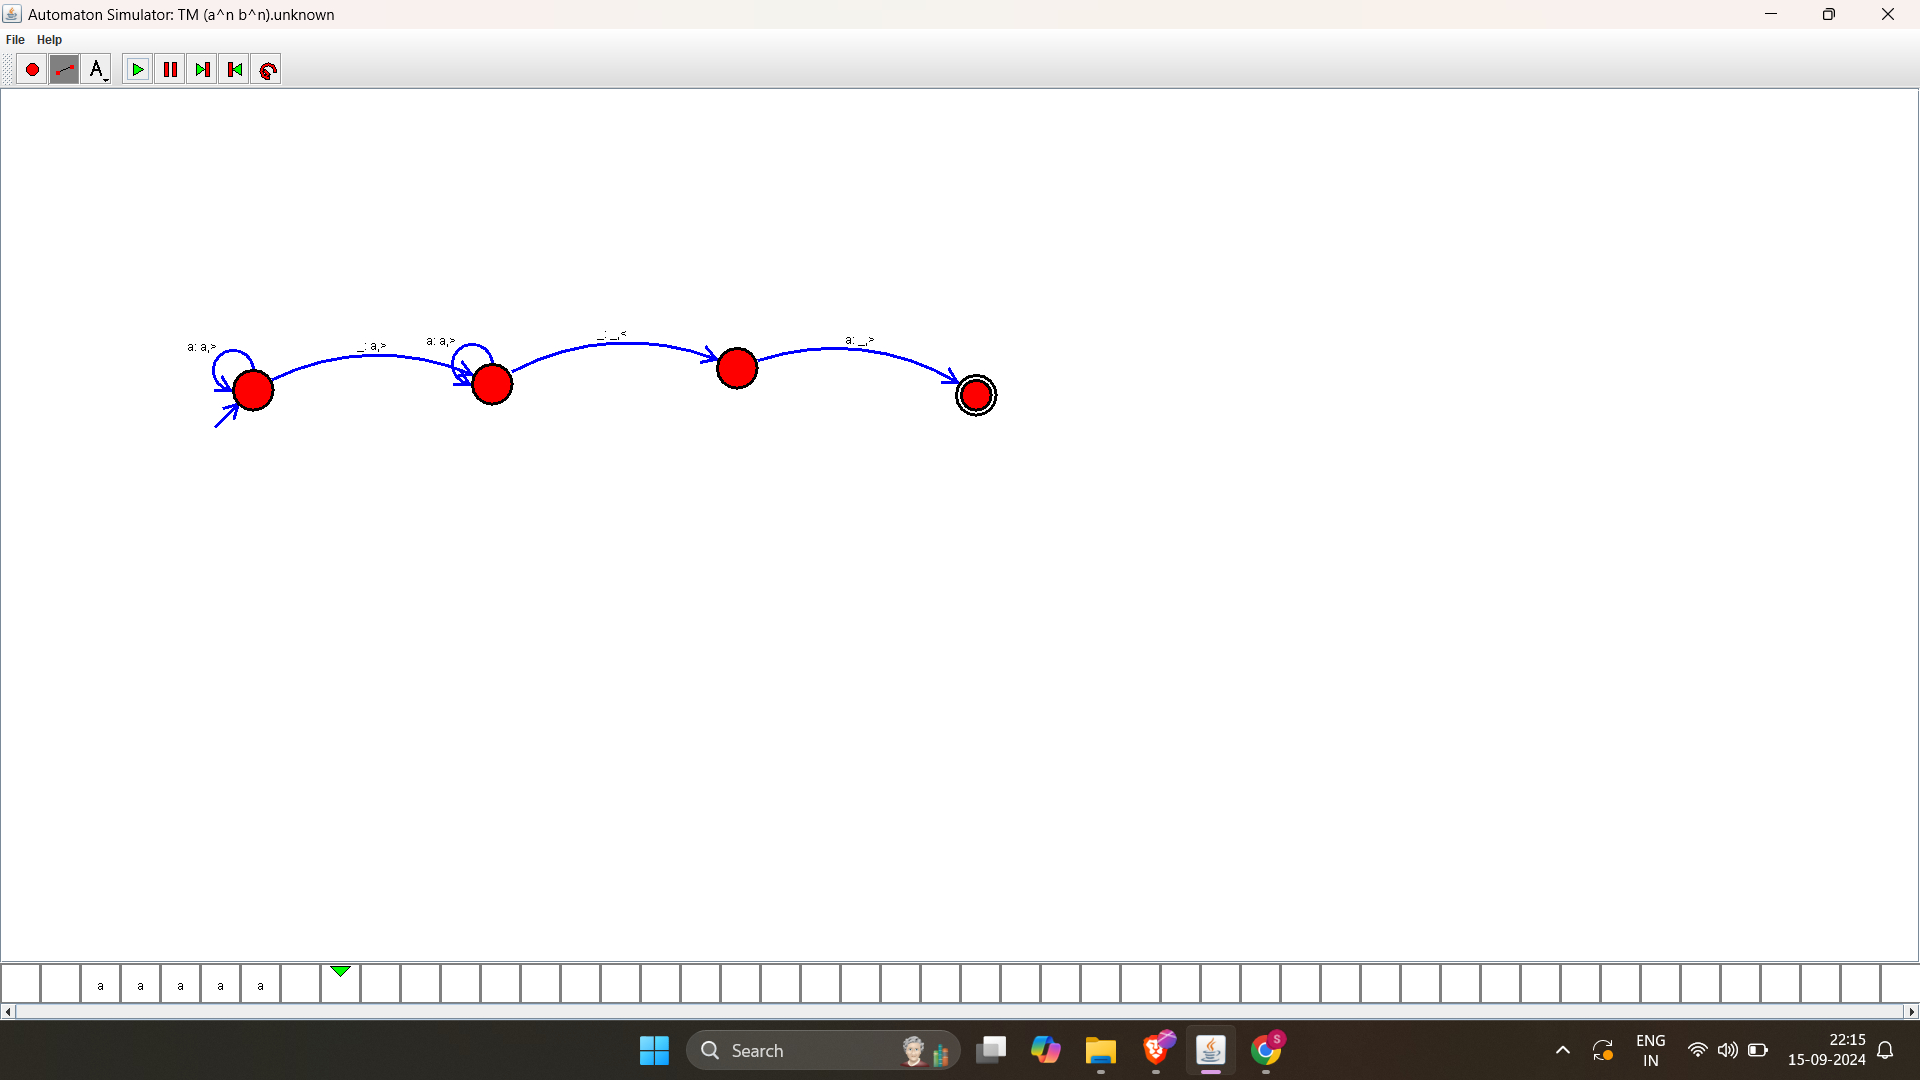 Automaton Simulator: TM (a^n b^n).unknown
File Help
A
_: _,<
a: a,> _: a,> a: a,> a: _,>
a a a a a
Search
ENG
IN
22:15
15-09-2024
S